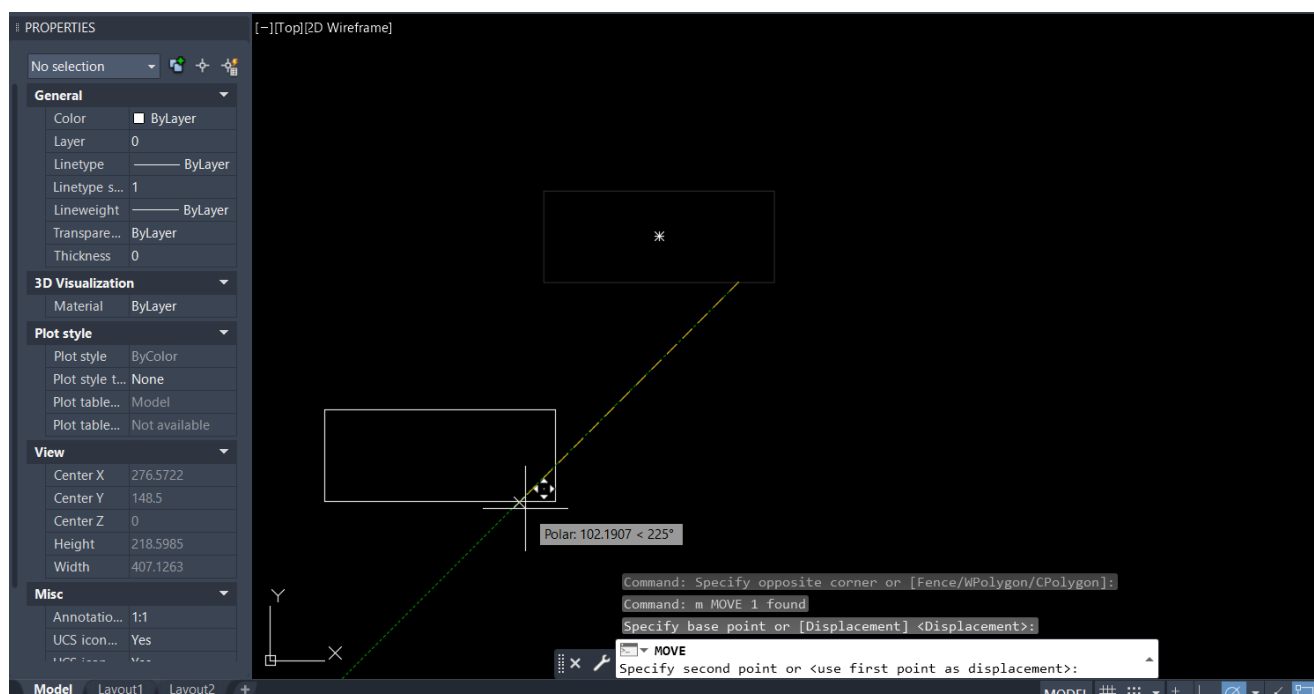 PROPERTIES
[−][Top][2D Wireframe]
No selection
General
Color ByLayer
Layer 0
Linetype ByLayer
Linetype s... 1
Lineweight ByLayer
Transpare... ByLayer
Thickness 0
3D Visualization
Material ByLayer
Plot style
Plot style ByColor
Plot style t... None
Plot table... Model
Plot table... Not available
View
Center X 276.5722
Center Y 148.5
Center Z 0
Height 218.5985
Width 407.1263
Misc
Annotatio... 1:1
UCS icon... Yes
Polar: 102.1907 < 225°
Y
X
Command: Specify opposite corner or [Fence/WPolygon/CPolygon]:
Command: m MOVE 1 found
Specify base point or [Displacement] <Displacement>:
MOVE
Specify second point or <use first point as displacement>:
Model Layout1 Layout2 +
MODEL